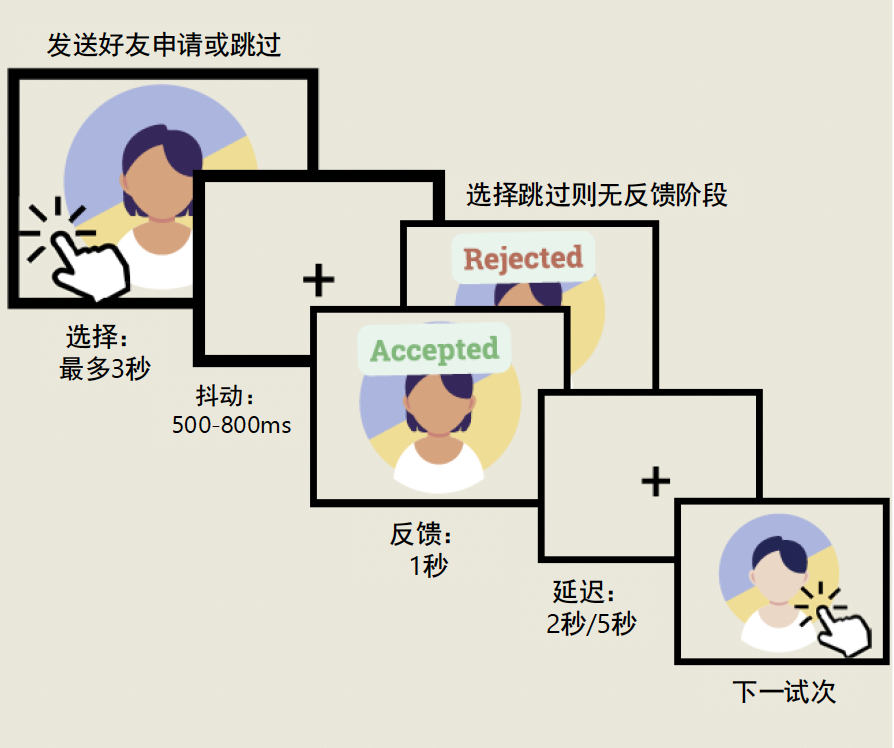 发送好友申请或跳过
选择跳过则无反馈阶段
Rejected
Accepted
选择：
最多3秒
抖动：
500-800ms
反馈：
1秒
延迟：
2秒/5秒
下一试次